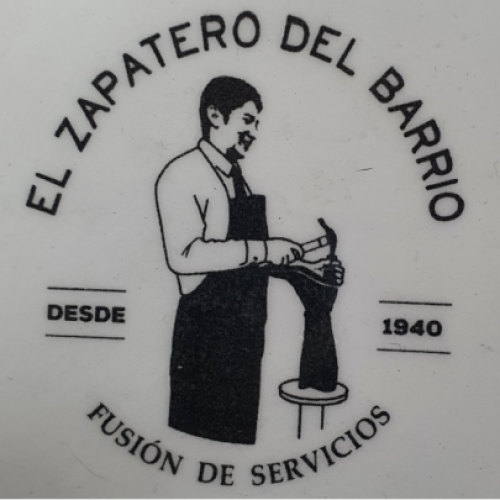 EL ZAPATERO DEL BARRIO
DESDE
1940
FUSIÓN DE SERVICIOS